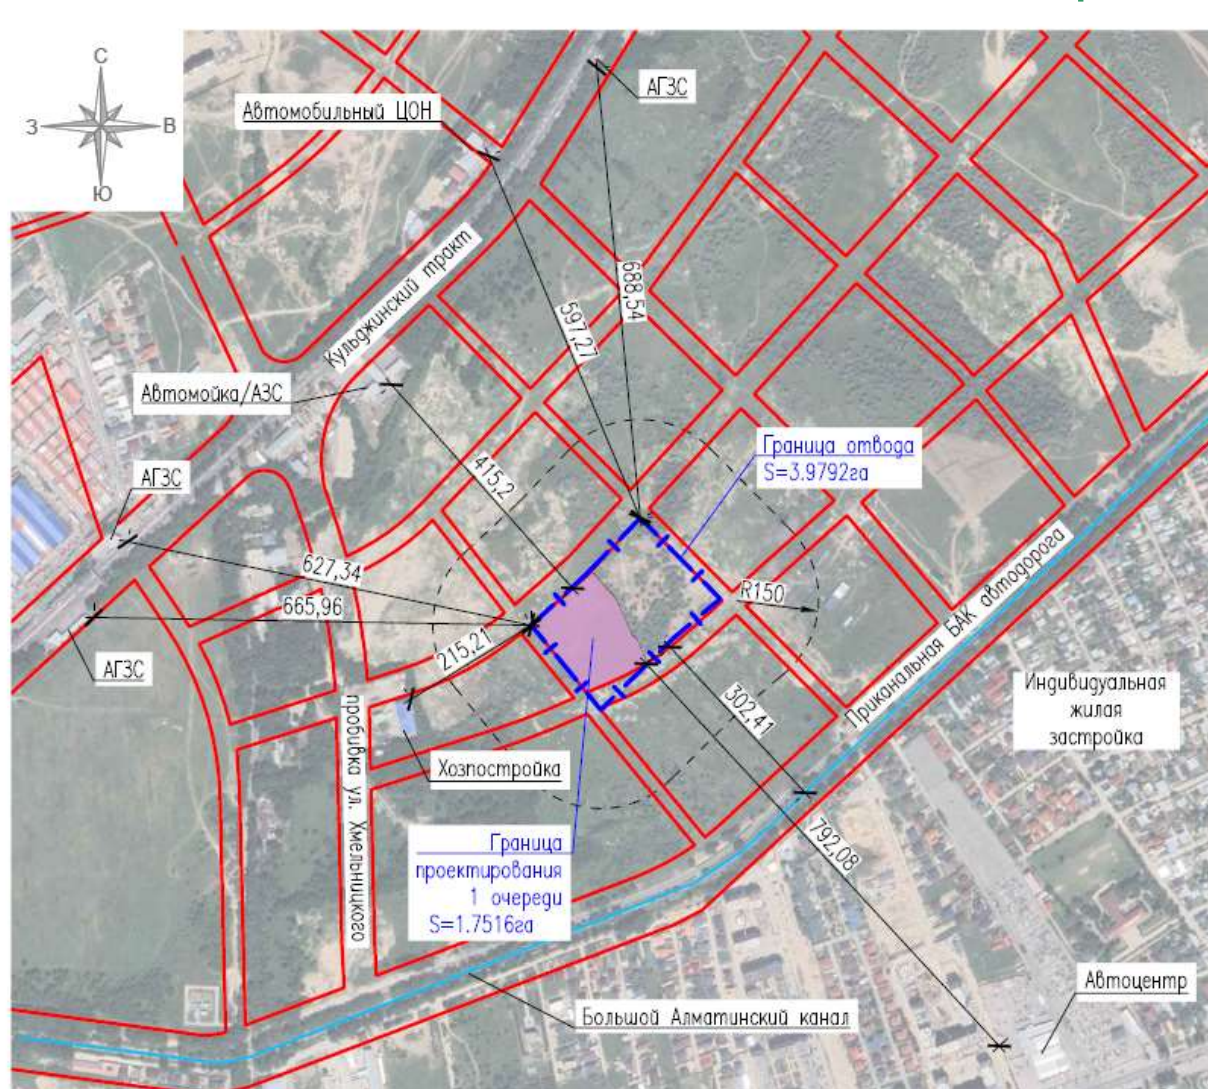 С
З
В
Ю
АГЗС
Автомобильный ЦОН
Кульджинский тракт
688,54
597,27
Автомойка/АЗС
Граница отвода
S=3.9792га
415,2
АГЗС
627,34
665,96
R150
Приканальная БАК автодорога
215,21
АГЗС
302,41
Индивидуальная
жилая
застройка
пробивка ул. Хмельницкого
Хозпостройка
792,08
Граница
проектирования
1 очереди
S=1.7516га
Автоцентр
Большой Алматинский канал